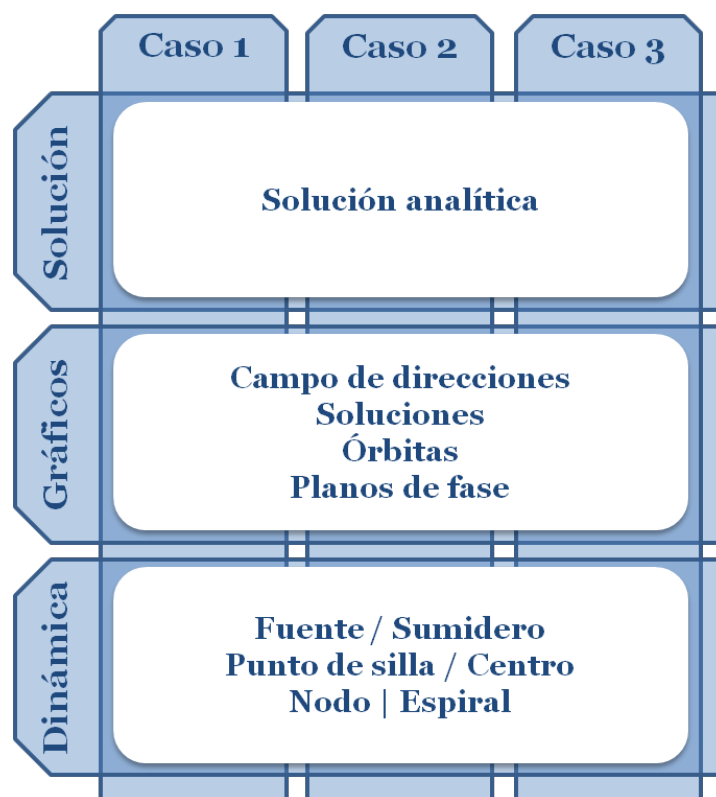 Caso 1
Caso 2
Caso 3
Solución
Solución analítica
Gráficos
Campo de direcciones
Soluciones
Órbitas
Planos de fase
Dinámica
Fuente / Sumidero
Punto de silla / Centro
Nodo | Espiral